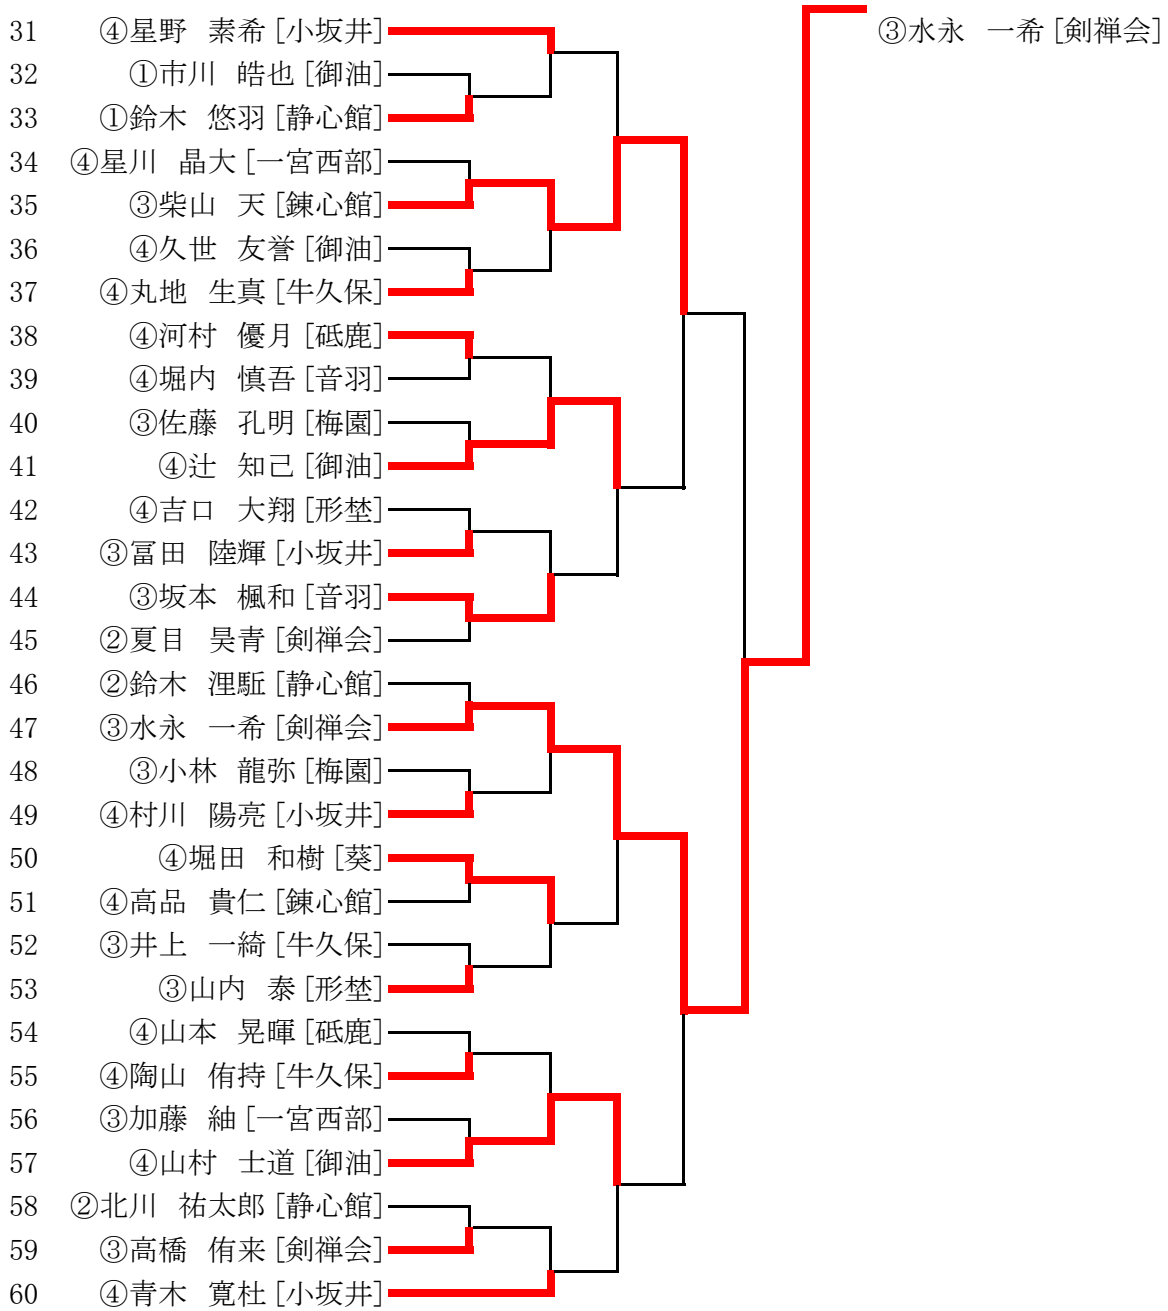 31 ④星野 素希 [小坂井]
③水永 一希 [剣禅会]
32 ①市川 皓也 [御油]
33 ①鈴木 悠羽 [静心館]
34 ④星川 晶大 [一宮西部]
35 ③柴山 天 [錬心館]
36 ④久世 友誉 [御油]
37 ④丸地 生真 [牛久保]
38 ④河村 優月 [砥鹿]
39 ④堀内 慎吾 [音羽]
40 ③佐藤 孔明 [梅園]
41 ④辻 知己 [御油]
42 ④吉口 大翔 [形埜]
43 ③冨田 陸輝 [小坂井]
44 ③坂本 楓和 [音羽]
45 ②夏目 昊青 [剣禅会]
46 ②鈴木 浬駈 [静心館]
47 ③水永 一希 [剣禅会]
48 ③小林 龍弥 [梅園]
49 ④村川 陽亮 [小坂井]
50 ④堀田 和樹 [葵]
51 ④高品 貴仁 [錬心館]
52 ③井上 一綺 [牛久保]
53 ③山内 泰 [形埜]
54 ④山本 晃暉 [砥鹿]
55 ④陶山 侑持 [牛久保]
56 ③加藤 紬 [一宮西部]
57 ④山村 士道 [御油]
58 ②北川 祐太郎 [静心館]
59 ③高橋 侑来 [剣禅会]
60 ④青木 寛杜 [小坂井]